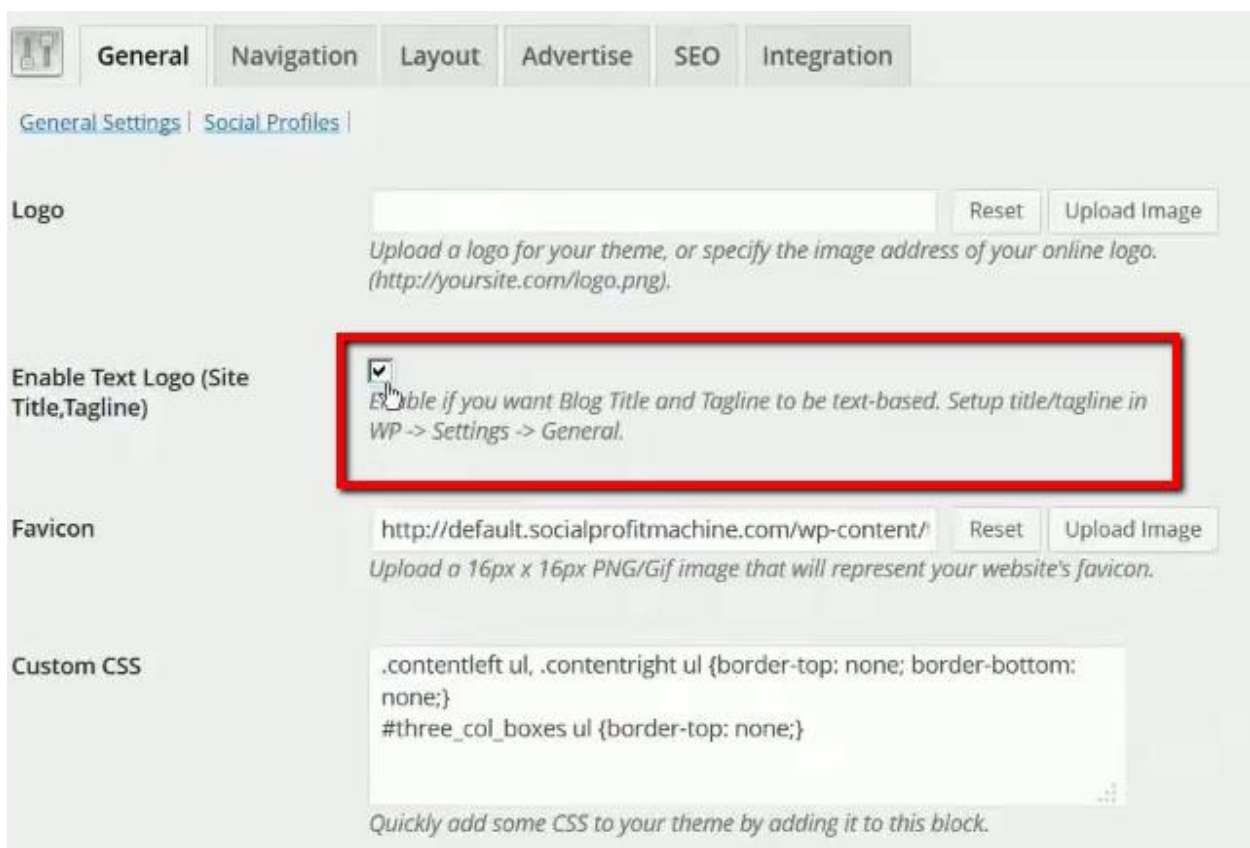 General Navigation Layout Advertise SEO Integration
General Settings | Social Profiles |
Logo
Reset Upload Image
Upload a logo for your theme, or specify the image address of your online logo.
(http://yoursite.com/logo.png).
Enable Text Logo (Site
Title,Tagline)
Enable if you want Blog Title and Tagline to be text-based. Setup title/tagline in
WP -> Settings -> General.
Favicon http://default.socialprofitmachine.com/wp-content/ Reset Upload Image
Upload a 16px x 16px PNG/Gif image that will represent your website's favicon.
Custom CSS .contentleft ul, .contentright ul {border-top: none; border-bottom:
none;}
#three_col_boxes ul {border-top: none;}
Quickly add some CSS to your theme by adding it to this block.